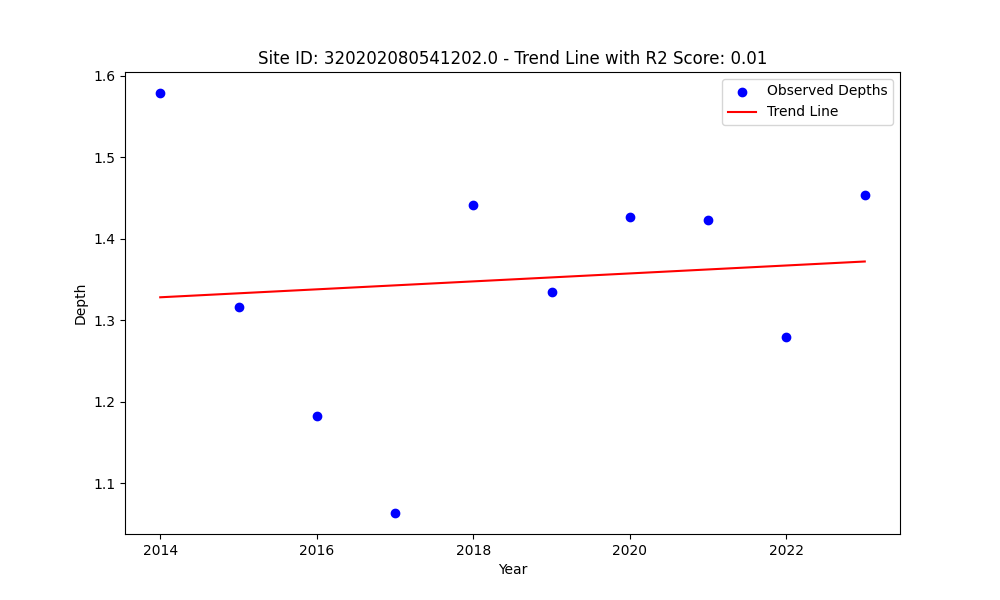 Site ID: 320202080541202.0 - Trend Line with R2 Score: 0.01
Observed Depths
Trend Line
1.6
1.5
1.4
1.3
1.2
1.1
Depth
2014
2016
2018
2020
2022
Year